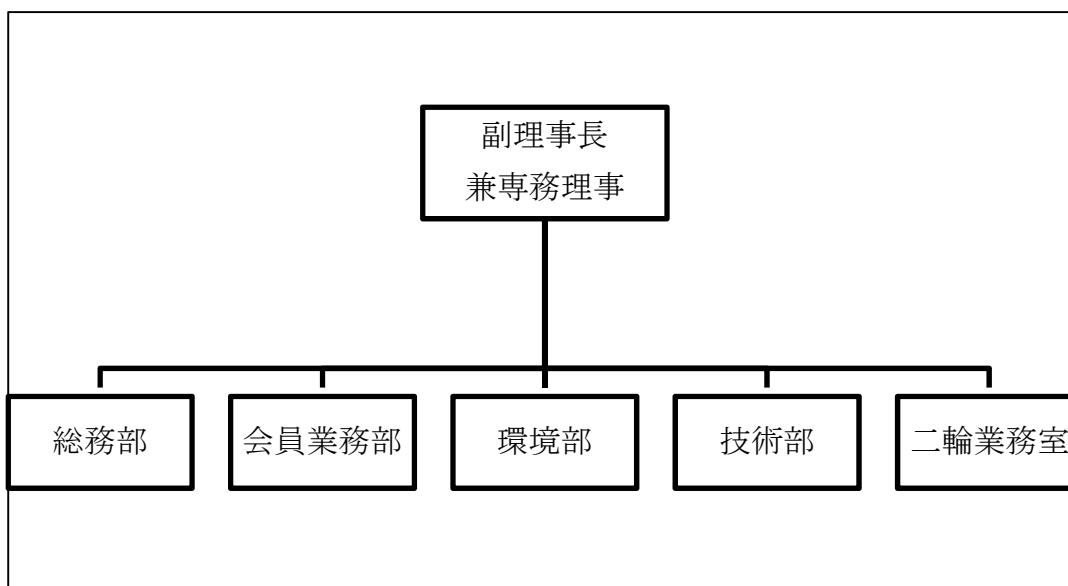 副理事長
兼専務理事
総務部
会員業務部
環境部
技術部
二輪業務室